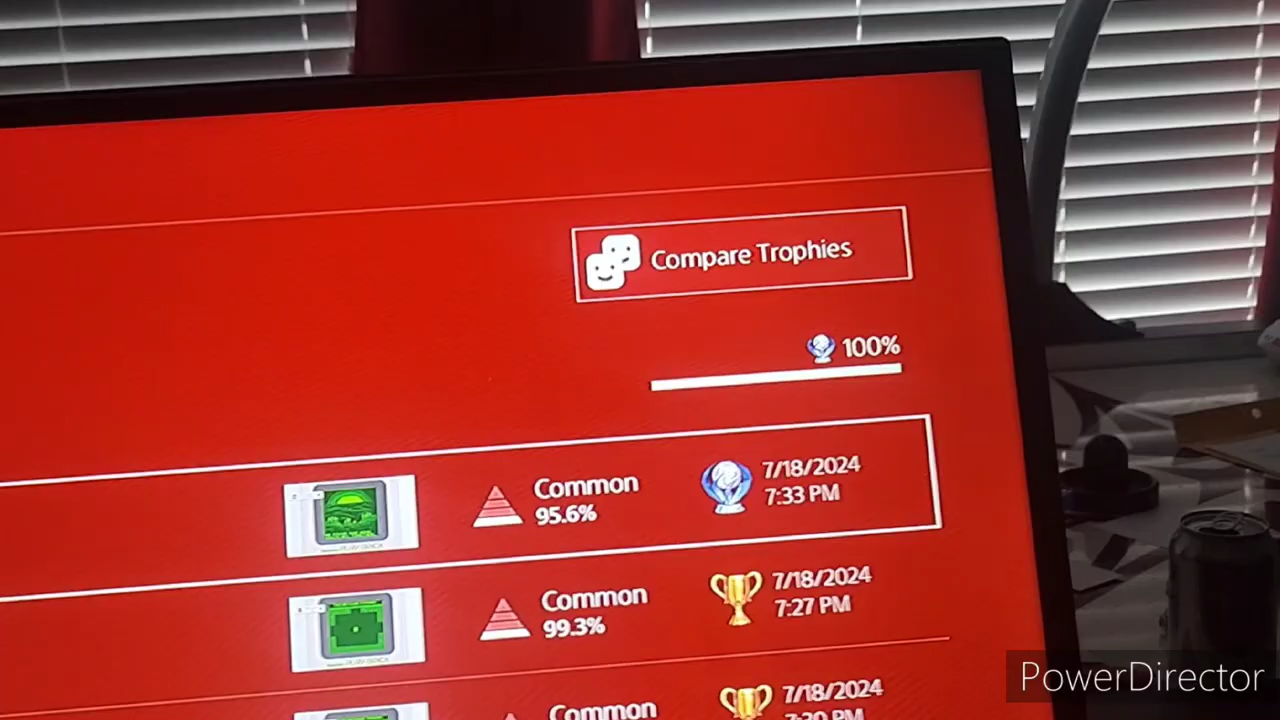 Compare Trophies
100%
Common
95.6%
7/18/2024
7:33 PM
Common
99.3%
7/18/2024
7:27 PM
Common
7/18/2024
PowerDirector